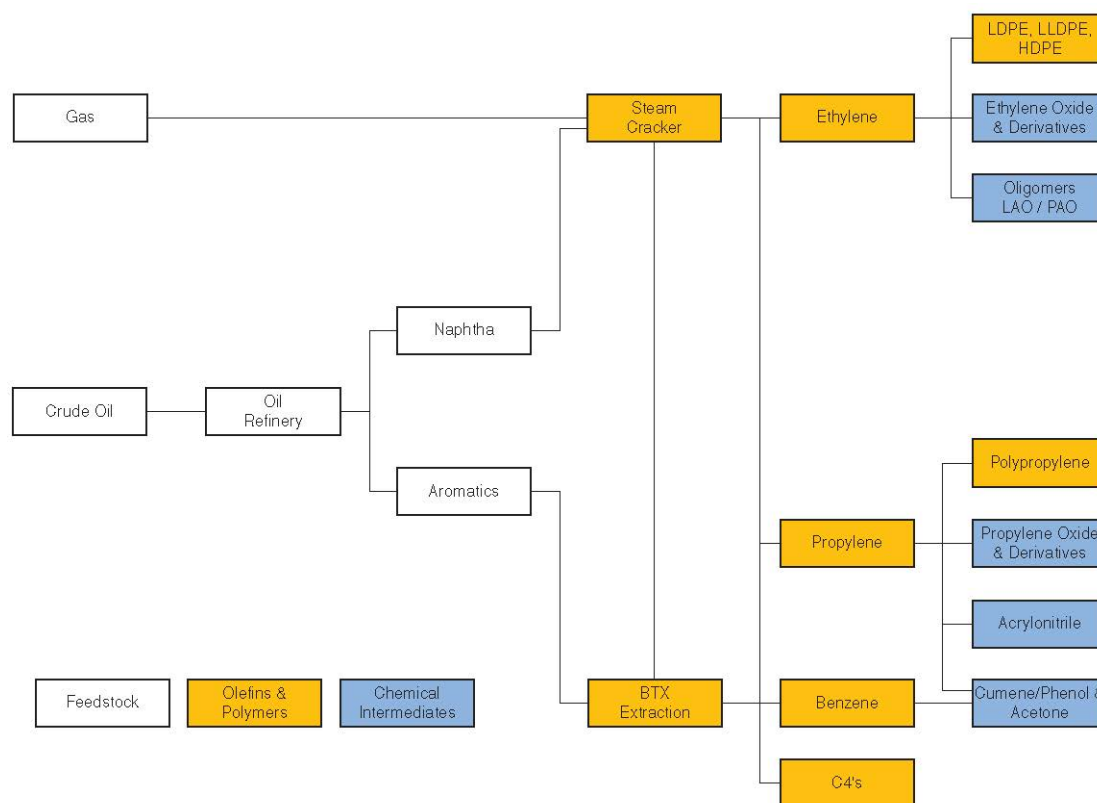 LDPE, LLDPE,
HDPE
Gas
Steam
Cracker
Ethylene
Ethylene Oxide
& Derivatives
Oligomers
LAO / PAO
Naphtha
Crude Oil
Oil
Refinery
Aromatics
Polypropylene
Propylene
Propylene Oxide
& Derivatives
Acrylonitrile
Feedstock
Olefins &
Polymers
Chemical
Intermediates
BTX
Extraction
Benzene
Cumene/Phenol &
Acetone
C4's